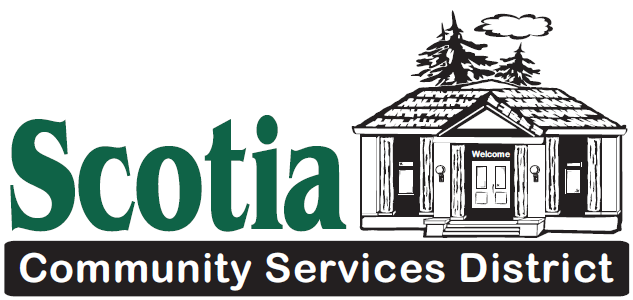 Scotia
Welcome
Community Services District